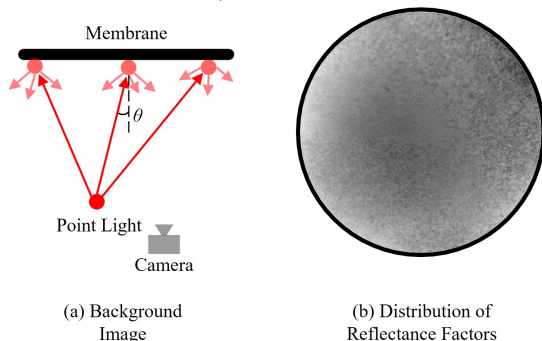 Membrane
θ
Point Light
Camera
(a) Background
Image
(b) Distribution of
Reflectance Factors